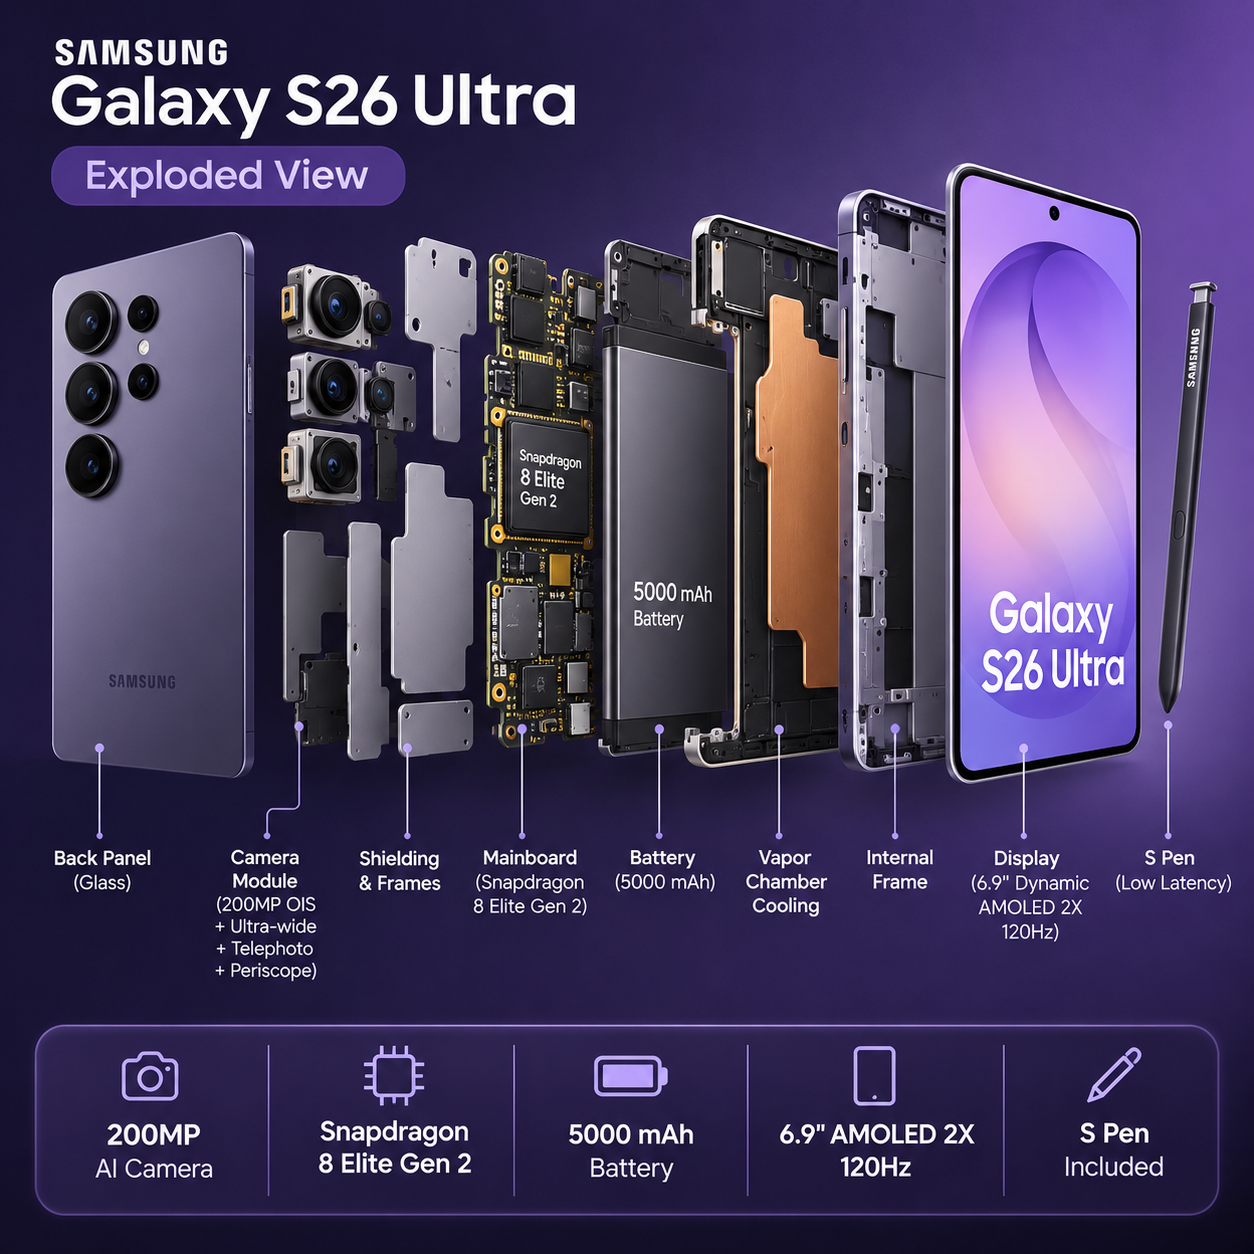 SAMSUNG
Galaxy S26 Ultra
Exploded View
SAMSUNG
Snapdragon
8 Elite
Gen 2
5000 mAh
Battery
Galaxy
S26 Ultra
SAMSUNG
Back Panel
(Glass)
Camera
Module
(200MP OIS
+ Ultra-wide
+ Telephoto
+ Periscope)
Shielding
& Frames
Mainboard
(Snapdragon
8 Elite Gen 2)
Battery
(5000 mAh)
Vapor
Chamber
Cooling
Internal
Frame
Display
(6.9" Dynamic
AMOLED 2X
120Hz)
S Pen
(Low Latency)
200MP
AI Camera
Snapdragon
8 Elite Gen 2
5000 mAh
Battery
6.9" AMOLED 2X
120Hz
S Pen
Included